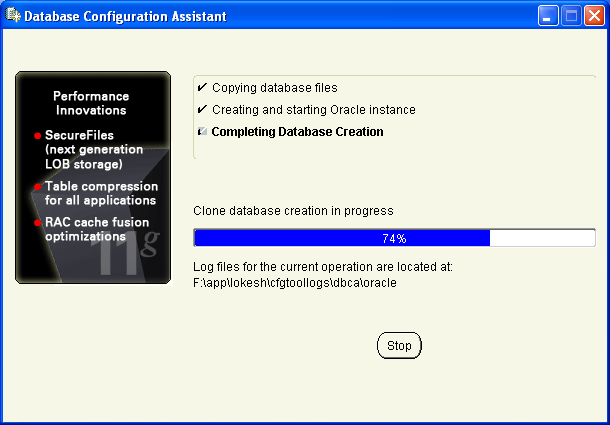 Database Configuration Assistant
Performance
Innovations
SecureFiles
(next generation
LOB storage)
Table compression
for all applications
RAC cache fusion
optimizations
11g
Copying database files
Creating and starting Oracle instance
Completing Database Creation
Clone database creation in progress
74%
Log files for the current operation are located at:
F:\app\lokesh\cfgtoollogs\dbca\oracle
Stop